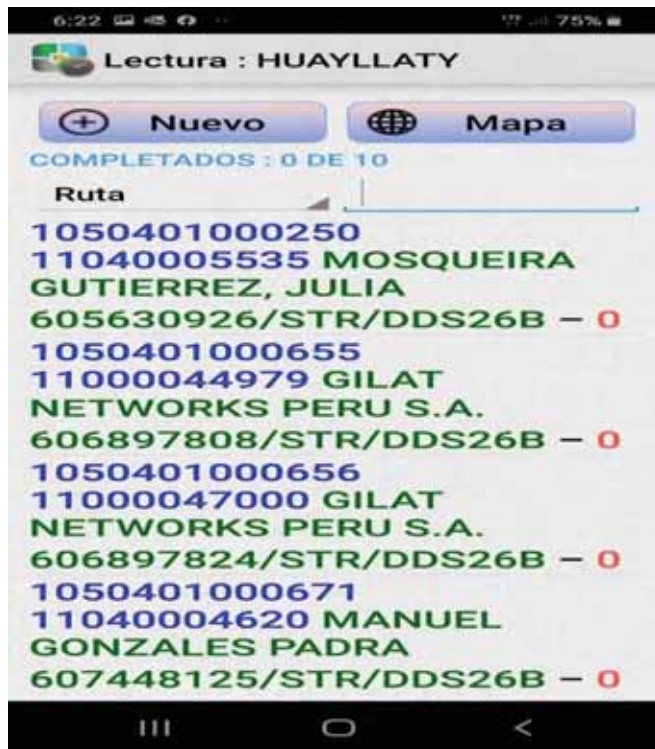 6:22 75%
Lectura : HUAYLLATY
Nuevo Mapa
COMPLETADOS : 0 DE 10
Ruta
1050401000250
11040005535 MOSQUEIRA
GUTIERREZ, JULIA
605630926/STR/DDS26B – 0
1050401000655
11000044979 GILAT
NETWORKS PERU S.A.
606897808/STR/DDS26B – 0
1050401000656
11000047000 GILAT
NETWORKS PERU S.A.
606897824/STR/DDS26B – 0
1050401000671
11040004620 MANUEL
GONZALES PADRA
607448125/STR/DDS26B – 0